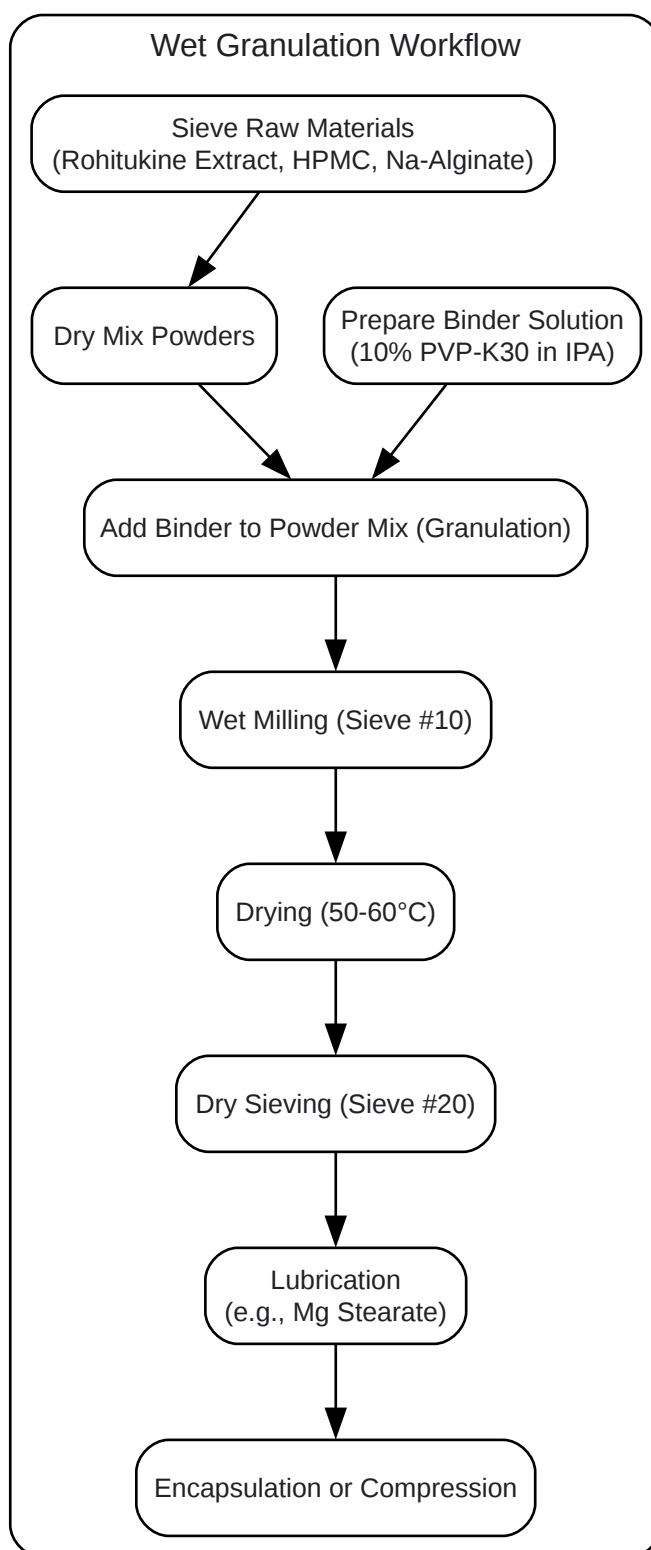 Wet Granulation Workflow
Sieve Raw Materials
(Rohitukine Extract, HPMC, Na-Alginate)
Dry Mix Powders
Prepare Binder Solution
(10% PVP-K30 in IPA)
Add Binder to Powder Mix (Granulation)
Wet Milling (Sieve #10)
Drying (50-60°C)
Dry Sieving (Sieve #20)
Lubrication
(e.g., Mg Stearate)
Encapsulation or Compression